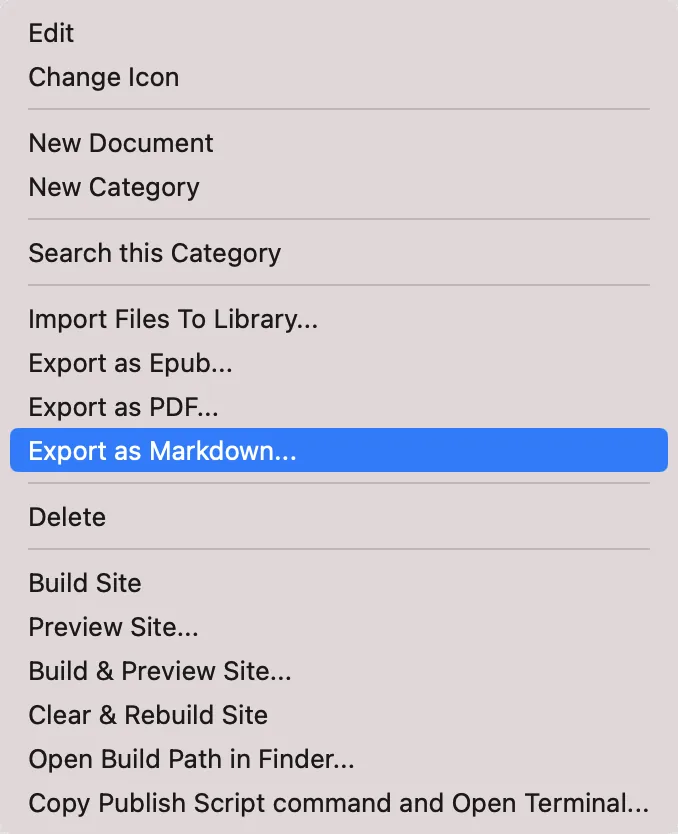 Edit
Change Icon
New Document
New Category
Search this Category
Import Files To Library...
Export as Epub...
Export as PDF...
Export as Markdown...
Delete
Build Site
Preview Site...
Build & Preview Site...
Clear & Rebuild Site
Open Build Path in Finder...
Copy Publish Script command and Open Terminal...